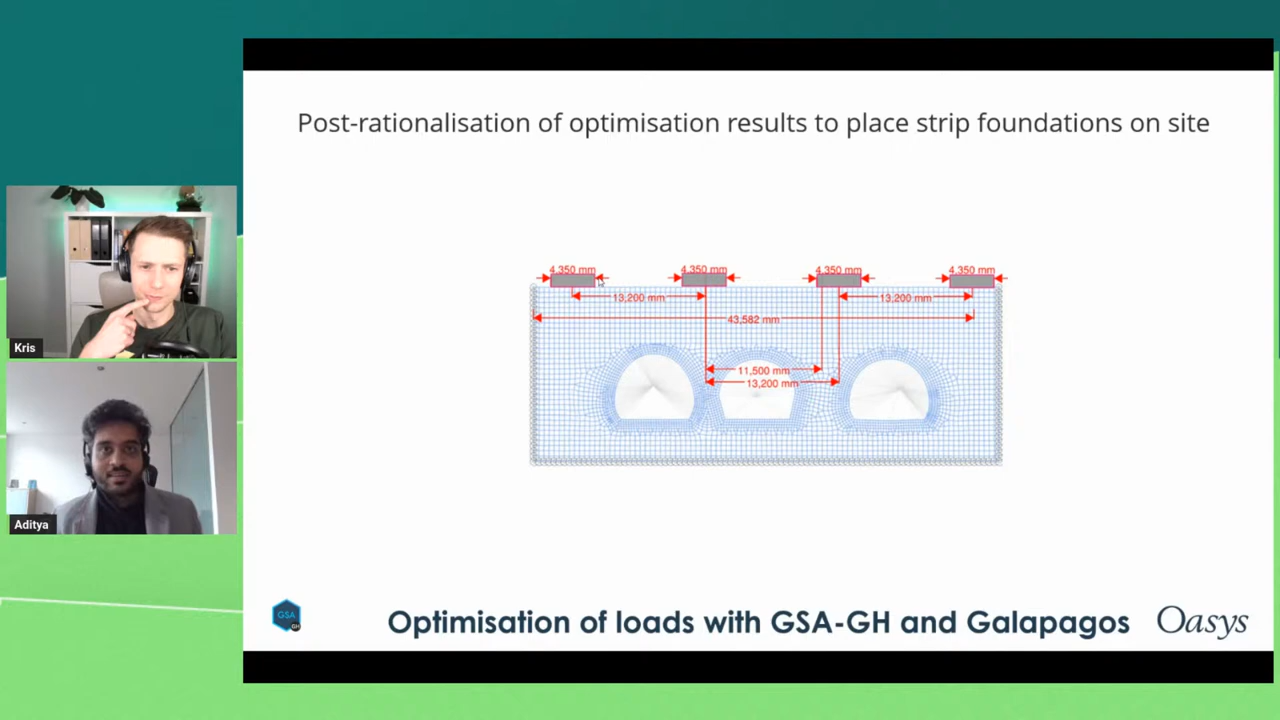 Post-rationalisation of optimisation results to place strip foundations on site
4,350 mm 4,350 mm 4,350 mm 4,350 mm
13,200 mm 13,200 mm
43,582 mm
11,500 mm
13,200 mm
Kris
Aditya
GSA
GH
Optimisation of loads with GSA-GH and Galapagos
Oasys